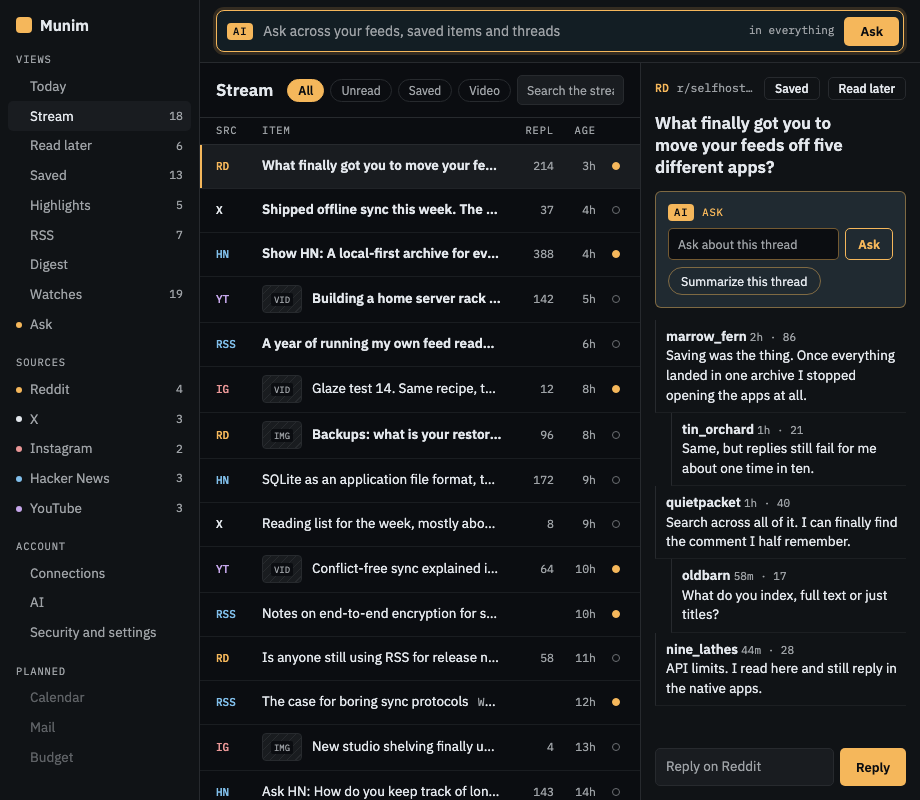 Munim
VIEWS
Today
Stream 18
Read later 6
Saved 13
Highlights 5
RSS 7
Digest
Watches 19
Ask
SOURCES
Reddit 4
X 3
Instagram 2
Hacker News 3
YouTube 3
ACCOUNT
Connections
AI
Security and settings
PLANNED
Calendar
Mail
Budget
AI Ask across your feeds, saved items and threads in everything Ask
Stream All Unread Saved Video Search the strea
SRC ITEM REPL AGE
RD What finally got you to move your fe... 214 3h
X Shipped offline sync this week. The ... 37 4h
HN Show HN: A local-first archive for ev... 388 4h
YT VID Building a home server rack ... 142 5h
RSS A year of running my own feed read... 6h
IG VID Glaze test 14. Same recipe, t... 12 8h
RD IMG Backups: what is your restor... 96 8h
HN SQLite as an application file format, t... 172 9h
X Reading list for the week, mostly abo... 8 9h
YT VID Conflict-free sync explained i... 64 10h
RSS Notes on end-to-end encryption for s... 10h
RD Is anyone still using RSS for release n... 58 11h
RSS The case for boring sync protocols W... 12h
IG IMG New studio shelving finally u... 4 13h
HN Ask HN: How do you keep track of lon... 143 14h
RD r/selfhost... Saved Read later
What finally got you to
move your feeds off five
different apps?
AI ASK
Ask about this thread Ask
Summarize this thread
marrow_fern 2h · 86
Saving was the thing. Once everything
landed in one archive I stopped
opening the apps at all.
tin_orchard 1h · 21
Same, but replies still fail for me
about one time in ten.
quietpacket 1h · 40
Search across all of it. I can finally find
the comment I half remember.
oldbarn 58m · 17
What do you index, full text or just
titles?
nine_lathes 44m · 28
API limits. I read here and still reply in
the native apps.
Reply on Reddit Reply